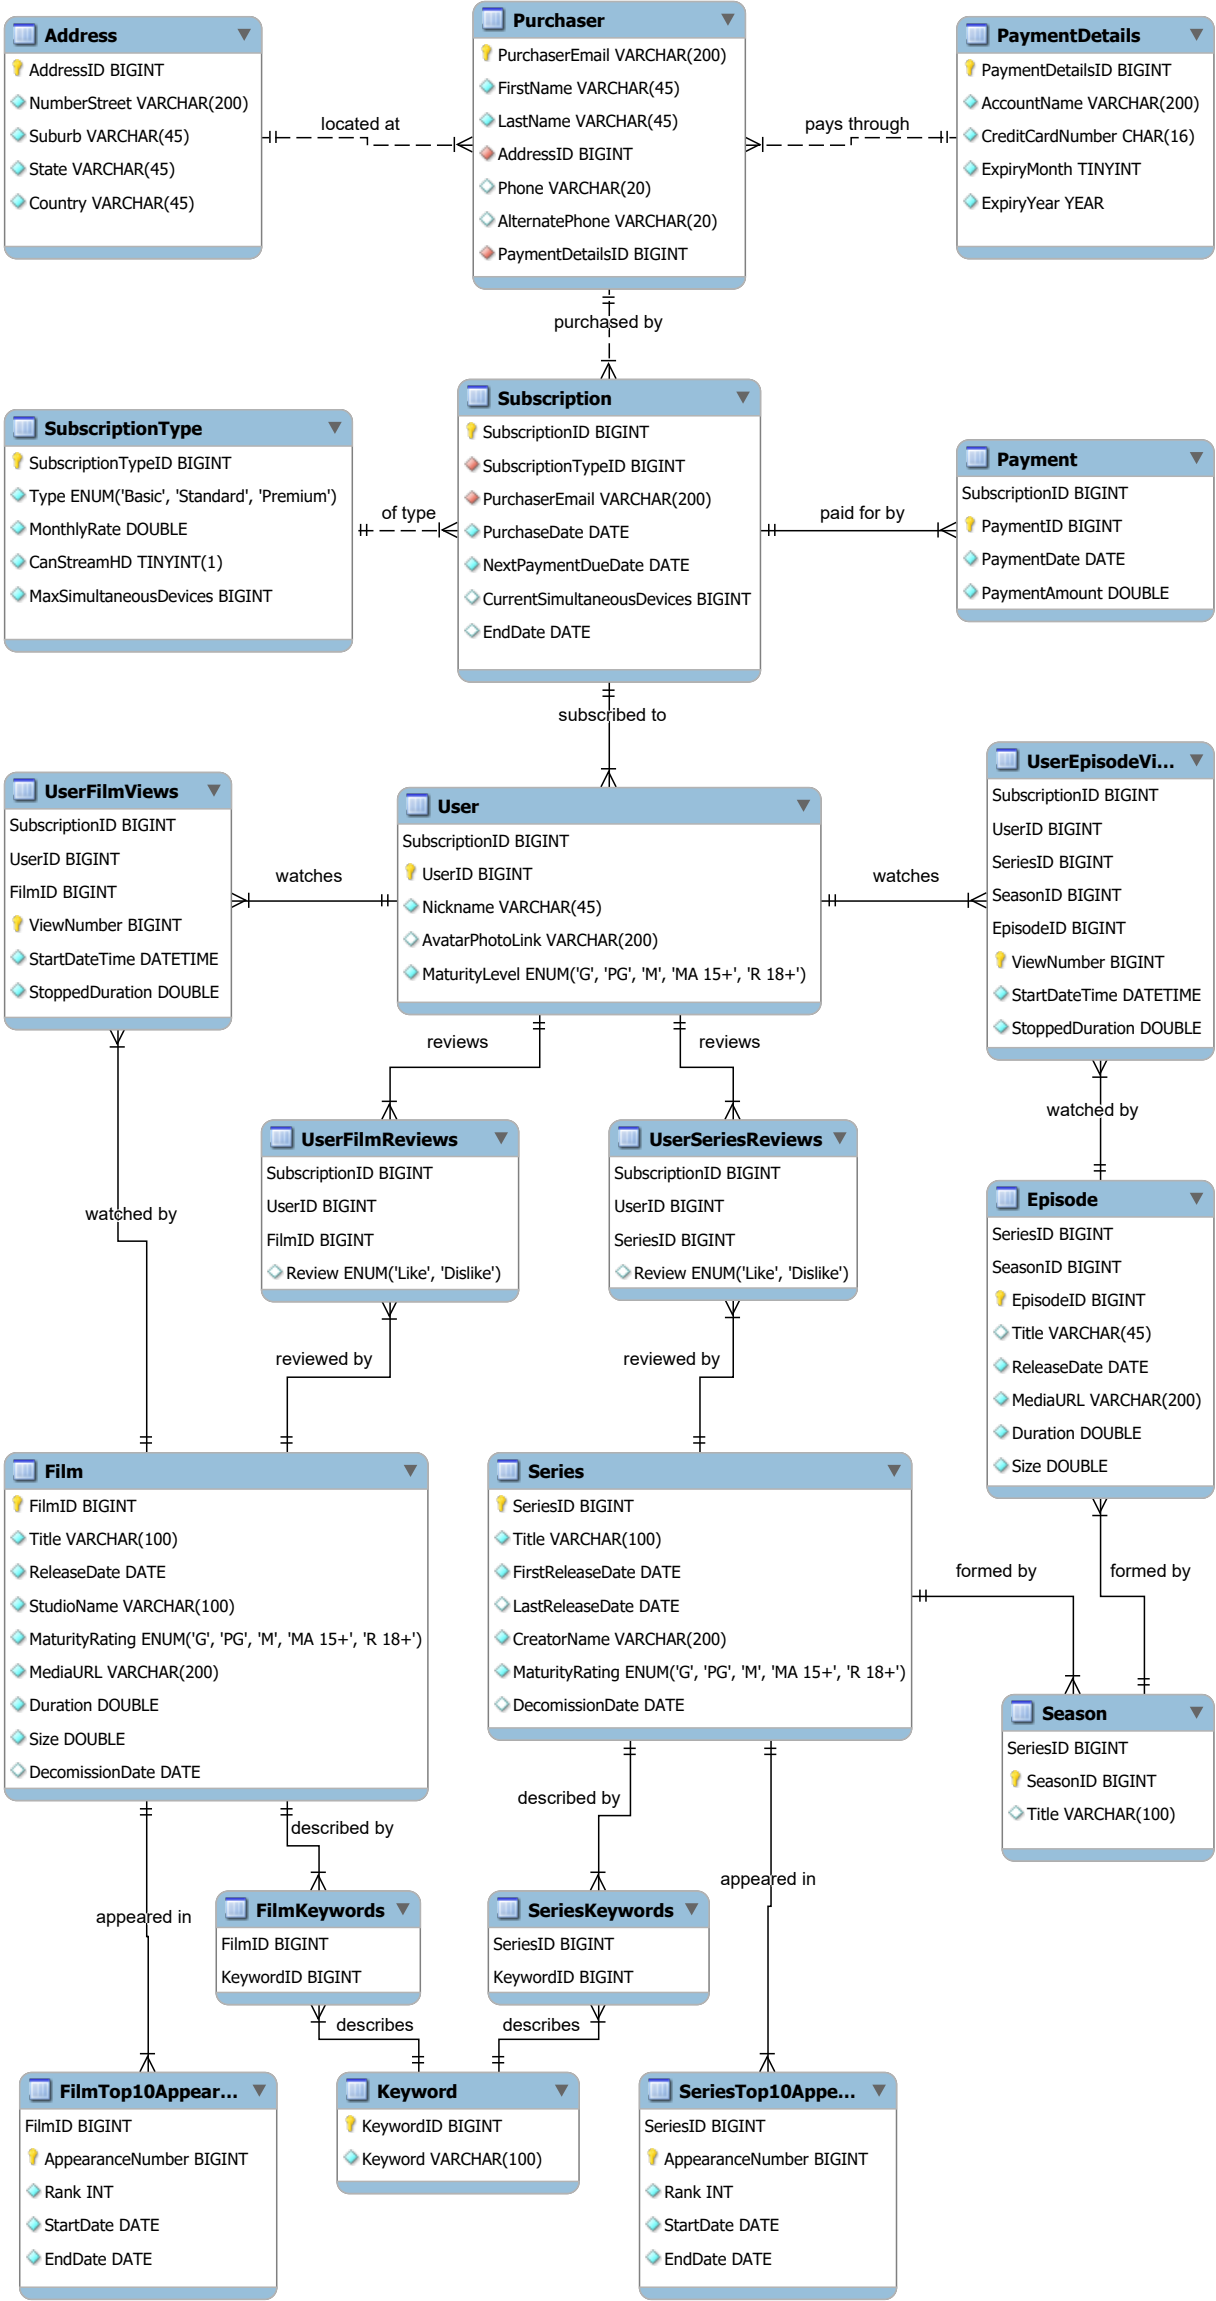 Address
AddressID BIGINT
NumberStreet VARCHAR(200)
Suburb VARCHAR(45)
State VARCHAR(45)
Country VARCHAR(45)
located at
Purchaser
PurchaserEmail VARCHAR(200)
FirstName VARCHAR(45)
LastName VARCHAR(45)
AddressID BIGINT
Phone VARCHAR(20)
AlternatePhone VARCHAR(20)
PaymentDetailsID BIGINT
pays through
PaymentDetails
PaymentDetailsID BIGINT
AccountName VARCHAR(200)
CreditCardNumber CHAR(16)
ExpiryMonth TINYINT
ExpiryYear YEAR
purchased by
SubscriptionType
SubscriptionTypeID BIGINT
Type ENUM('Basic', 'Standard', 'Premium')
MonthlyRate DOUBLE
CanStreamHD TINYINT(1)
MaxSimultaneousDevices BIGINT
of type
Subscription
SubscriptionID BIGINT
SubscriptionTypeID BIGINT
PurchaserEmail VARCHAR(200)
PurchaseDate DATE
NextPaymentDueDate DATE
CurrentSimultaneousDevices BIGINT
EndDate DATE
paid for by
Payment
SubscriptionID BIGINT
PaymentID BIGINT
PaymentDate DATE
PaymentAmount DOUBLE
subscribed to
UserFilmViews
SubscriptionID BIGINT
UserID BIGINT
FilmID BIGINT
ViewNumber BIGINT
StartDateTime DATETIME
StoppedDuration DOUBLE
watches
User
SubscriptionID BIGINT
UserID BIGINT
Nickname VARCHAR(45)
AvatarPhotoLink VARCHAR(200)
MaturityLevel ENUM('G', 'PG', 'M', 'MA 15+', 'R 18+')
watches
UserEpisodeVi...
SubscriptionID BIGINT
UserID BIGINT
SeriesID BIGINT
SeasonID BIGINT
EpisodeID BIGINT
ViewNumber BIGINT
StartDateTime DATETIME
StoppedDuration DOUBLE
reviews
reviews
watched by
watched by
UserFilmReviews
SubscriptionID BIGINT
UserID BIGINT
FilmID BIGINT
Review ENUM('Like', 'Dislike')
UserSeriesReviews
SubscriptionID BIGINT
UserID BIGINT
SeriesID BIGINT
Review ENUM('Like', 'Dislike')
Episode
SeriesID BIGINT
SeasonID BIGINT
EpisodeID BIGINT
Title VARCHAR(45)
ReleaseDate DATE
MediaURL VARCHAR(200)
Duration DOUBLE
Size DOUBLE
reviewed by
reviewed by
Film
FilmID BIGINT
Title VARCHAR(100)
ReleaseDate DATE
StudioName VARCHAR(100)
MaturityRating ENUM('G', 'PG', 'M', 'MA 15+', 'R 18+')
MediaURL VARCHAR(200)
Duration DOUBLE
Size DOUBLE
DecomissionDate DATE
Series
SeriesID BIGINT
Title VARCHAR(100)
FirstReleaseDate DATE
LastReleaseDate DATE
CreatorName VARCHAR(200)
MaturityRating ENUM('G', 'PG', 'M', 'MA 15+', 'R 18+')
DecomissionDate DATE
formed by
formed by
Season
SeriesID BIGINT
SeasonID BIGINT
Title VARCHAR(100)
described by
described by
appeared in
appeared in
FilmKeywords
FilmID BIGINT
KeywordID BIGINT
SeriesKeywords
SeriesID BIGINT
KeywordID BIGINT
describes
describes
FilmTop10Appear...
FilmID BIGINT
AppearanceNumber BIGINT
Rank INT
StartDate DATE
EndDate DATE
Keyword
KeywordID BIGINT
Keyword VARCHAR(100)
SeriesTop10Appe...
SeriesID BIGINT
AppearanceNumber BIGINT
Rank INT
StartDate DATE
EndDate DATE